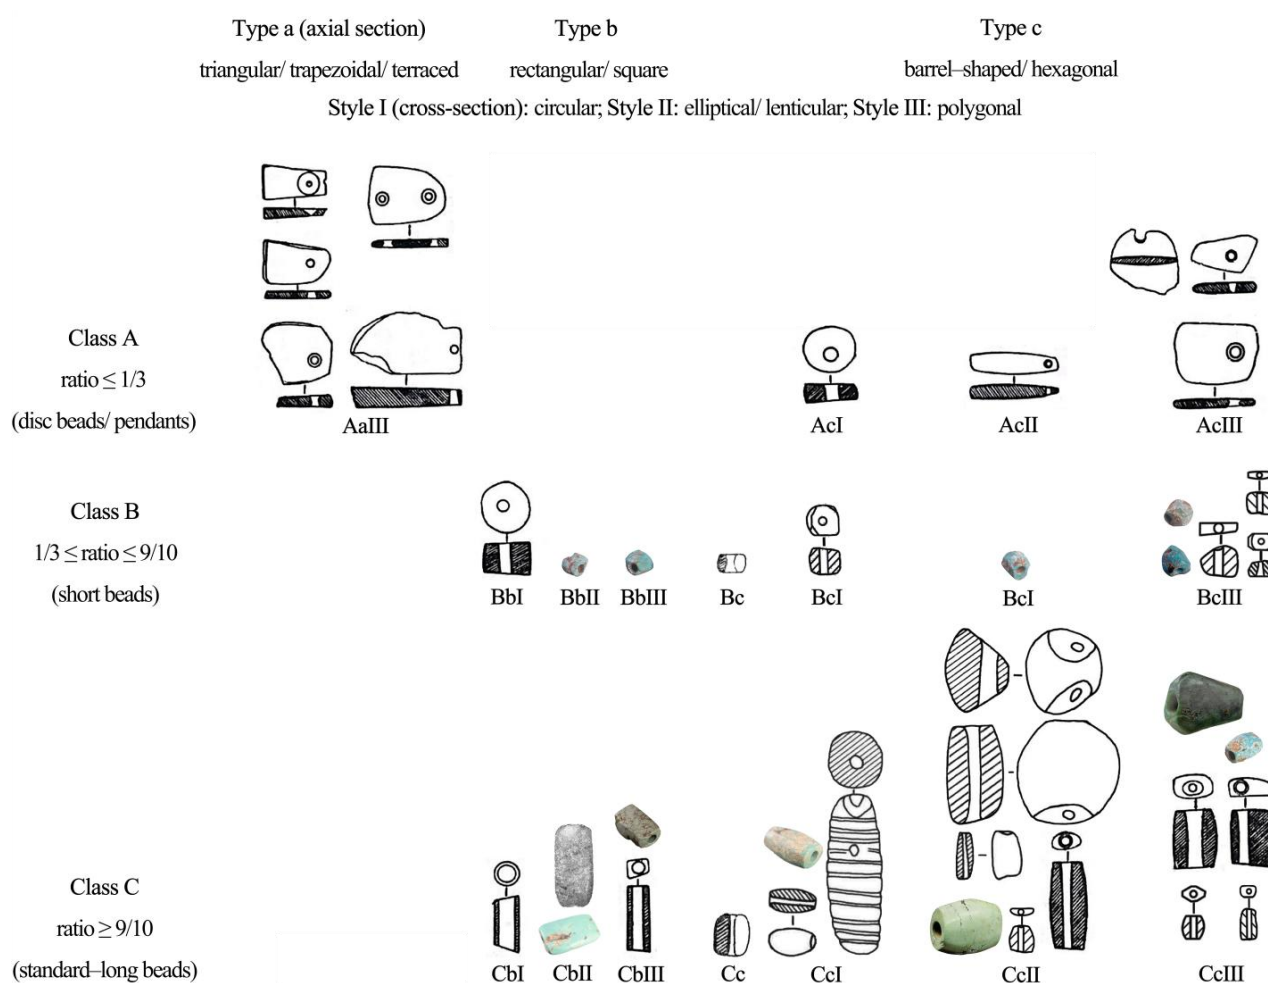 Type a (axial section)
Type b
Type c
triangular/ trapezoidal/ terraced
rectangular/ square
barrel–shaped/ hexagonal
Style I (cross-section): circular; Style II: elliptical/ lenticular; Style III: polygonal
Class A
ratio ≤ 1/3
(disc beads/ pendants)
AaIII
AcI
AcII
AcIII
Class B
1/3 ≤ ratio ≤ 9/10
(short beads)
BbI
BbII
BbIII
Bc
BcI
BcI
BcIII
Class C
ratio ≥ 9/10
(standard–long beads)
CbI
CbII
CbIII
Cc
CcI
CcII
CcIII